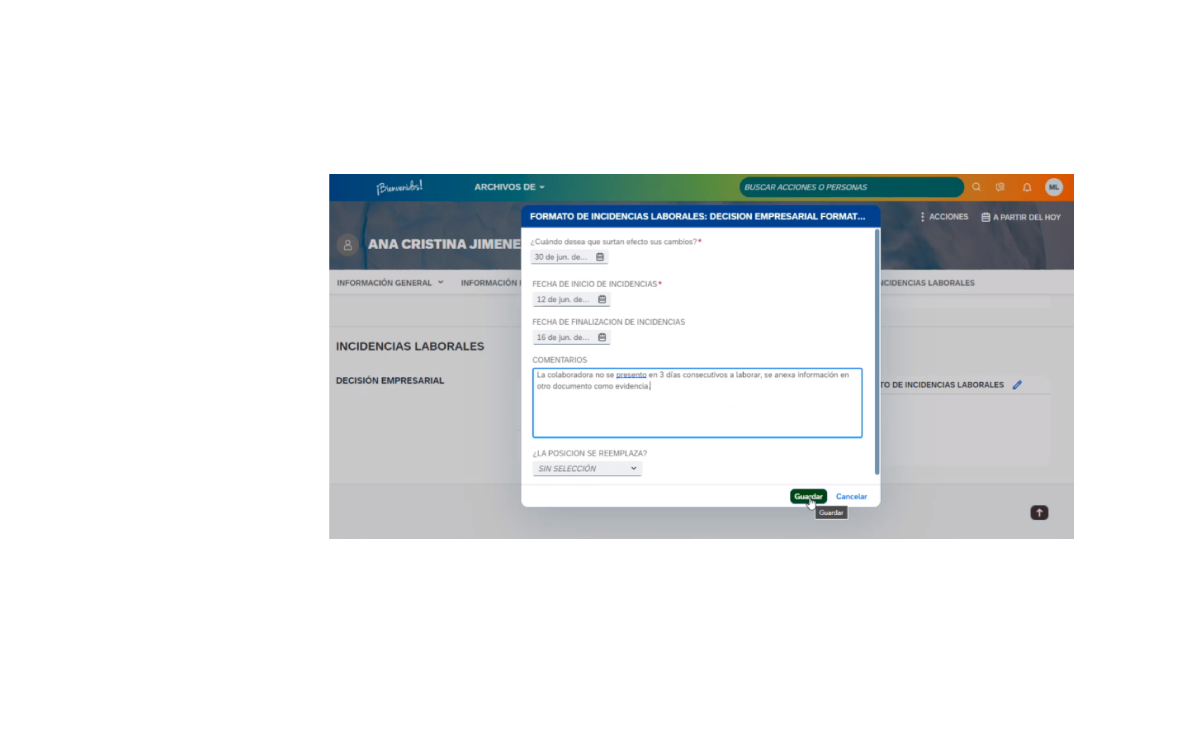 ¡Bienvenid@s!
ARCHIVOS DE
BUSCAR ACCIONES O PERSONAS
ML
FORMATO DE INCIDENCIAS LABORALES: DECISION EMPRESARIAL FORMAT...
ACCIONES
A PARTIR DEL HOY
ANA CRISTINA JIMENE
¿Cuándo desea que surtan efecto sus cambios?*
30 de jun. de...
INFORMACIÓN GENERAL
INFORMACIÓN
FECHA DE INICIO DE INCIDENCIAS*
NCIDENCIAS LABORALES
12 de jun. de...
FECHA DE FINALIZACION DE INCIDENCIAS
16 de jun. de...
INCIDENCIAS LABORALES
COMENTARIOS
La colaboradora no se presento en 3 días consecutivos a laborar, se anexa información en
otro documento como evidencia.
DECISIÓN EMPRESARIAL
TO DE INCIDENCIAS LABORALES
¿LA POSICION SE REEMPLAZA?
SIN SELECCIÓN
Guardar
Cancelar
Guardar